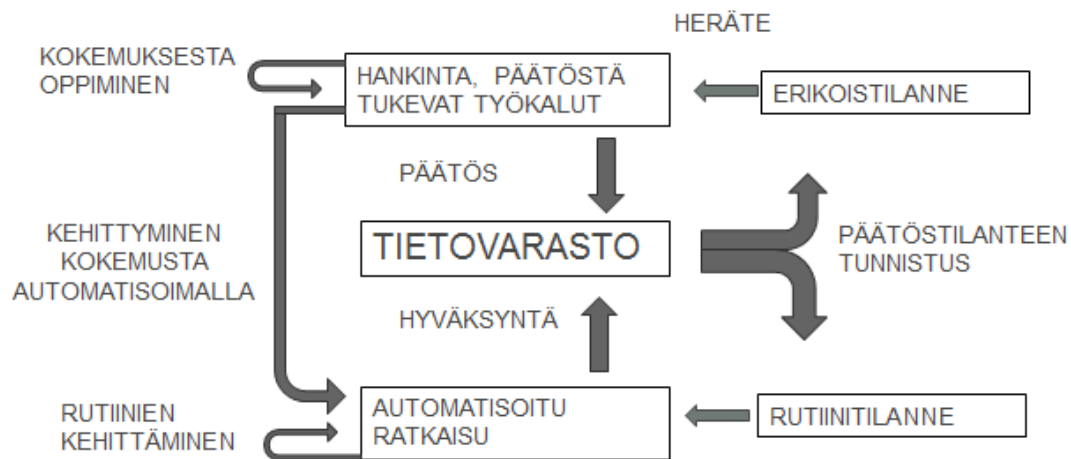 HERÄTE
KOKEMUKSESTA
OPPIMINEN
HANKINTA, PÄÄTÖSTÄ
TUKEVAT TYÖKALUT
ERIKOISTILANNE
PÄÄTÖS
KEHITTYMINEN
KOKEMUSTA
AUTOMATISOIMALLA
TIETOVARASTO
PÄÄTÖSTILANTEEN
TUNNISTUS
HYVÄKSYNTÄ
RUTIINIEN
KEHITTÄMINEN
AUTOMATISOITU
RATKAISU
RUTIINITILANNE